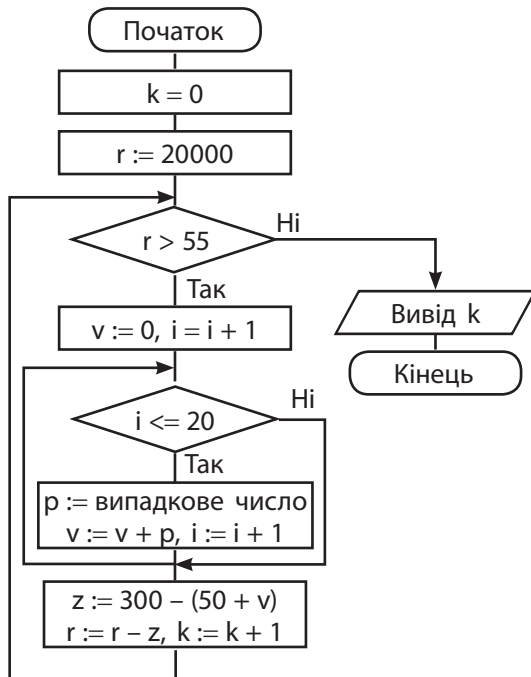 Початок
k = 0
r := 20000
r > 55
Ні
Так
v := 0, i = i + 1
Вивід k
Кінець
i <= 20
Ні
Так
p := випадкове число
v := v + p, i := i + 1
z := 300 – (50 + v)
r := r – z, k := k + 1